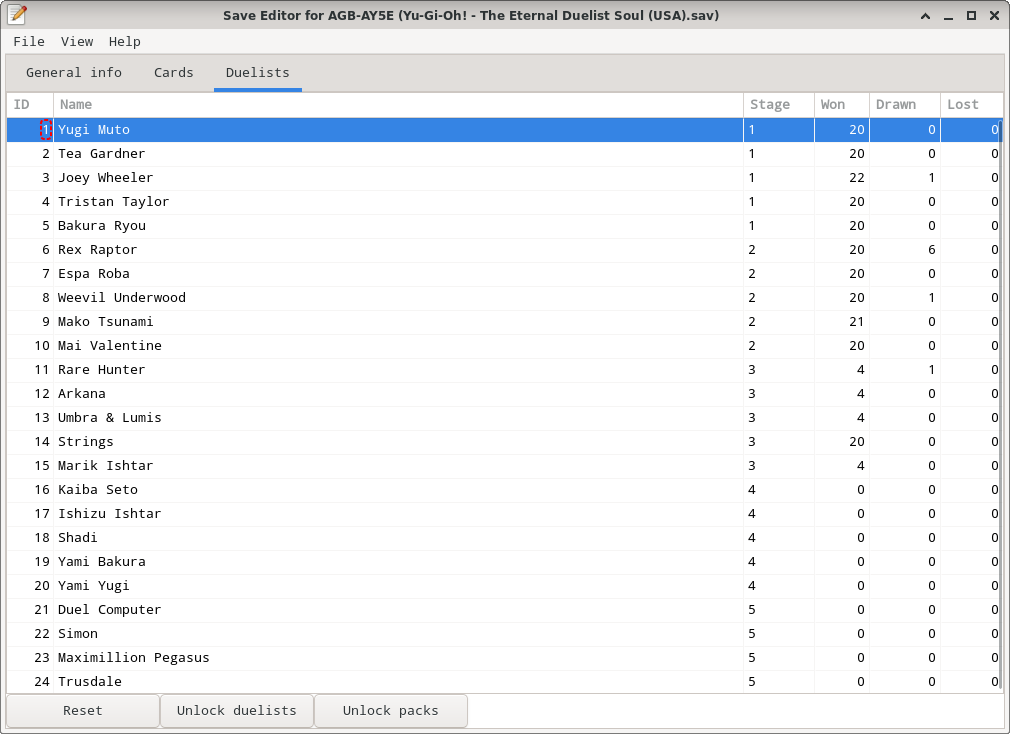 Save Editor for AGB-AY5E (Yu-Gi-Oh! - The Eternal Duelist Soul (USA).sav)
File View Help
General info Cards Duelists
ID Name Stage Won Drawn Lost
1 Yugi Muto 1 20 0 0
2 Tea Gardner 1 20 0 0
3 Joey Wheeler 1 22 1 0
4 Tristan Taylor 1 20 0 0
5 Bakura Ryou 1 20 0 0
6 Rex Raptor 2 20 6 0
7 Espa Roba 2 20 0 0
8 Weevil Underwood 2 20 1 0
9 Mako Tsunami 2 21 0 0
10 Mai Valentine 2 20 0 0
11 Rare Hunter 3 4 1 0
12 Arkana 3 4 0 0
13 Umbra & Lumis 3 4 0 0
14 Strings 3 20 0 0
15 Marik Ishtar 3 4 0 0
16 Kaiba Seto 4 0 0 0
17 Ishizu Ishtar 4 0 0 0
18 Shadi 4 0 0 0
19 Yami Bakura 4 0 0 0
20 Yami Yugi 4 0 0 0
21 Duel Computer 5 0 0 0
22 Simon 5 0 0 0
23 Maximillion Pegasus 5 0 0 0
24 Trusdale 5 0 0 0
Reset Unlock duelists Unlock packs